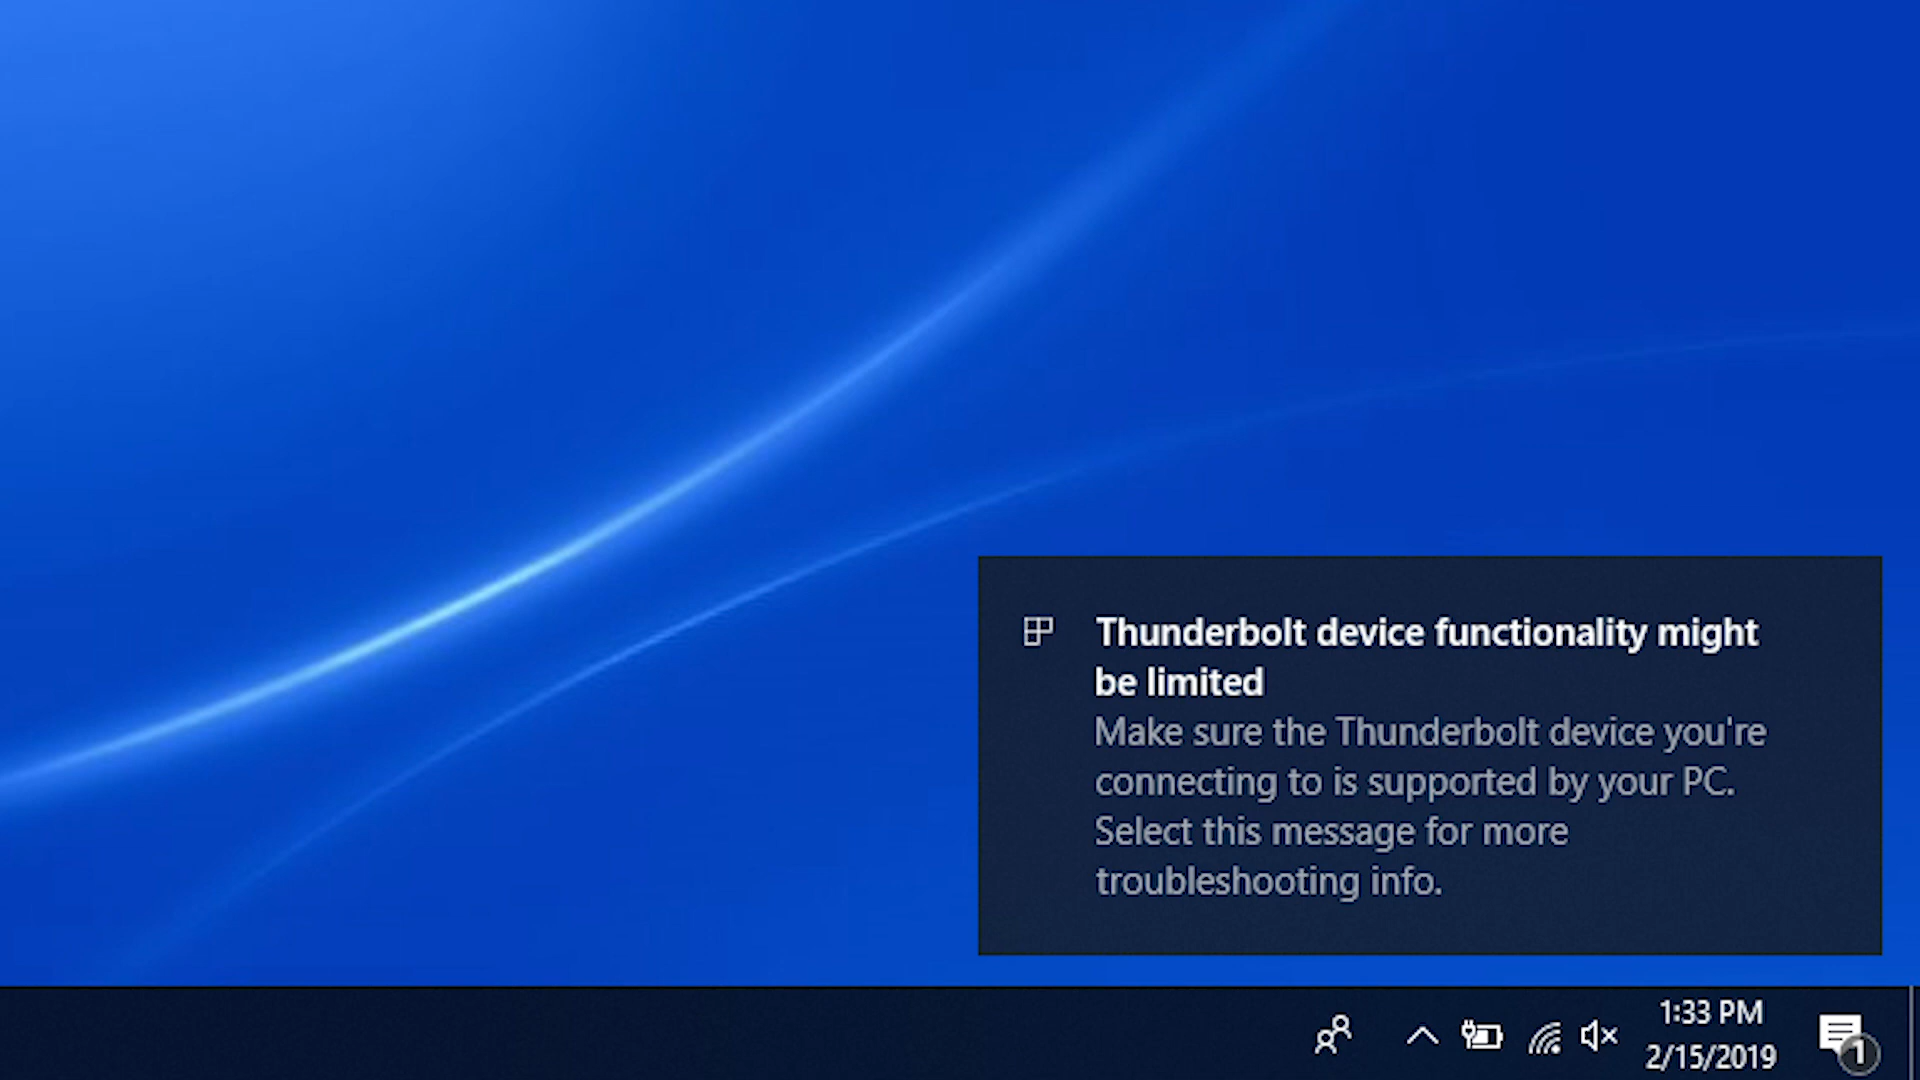 Thunderbolt device functionality might
be limited
Make sure the Thunderbolt device you're
connecting to is supported by your PC.
Select this message for more
troubleshooting info.
1:33 PM
2/15/2019
1